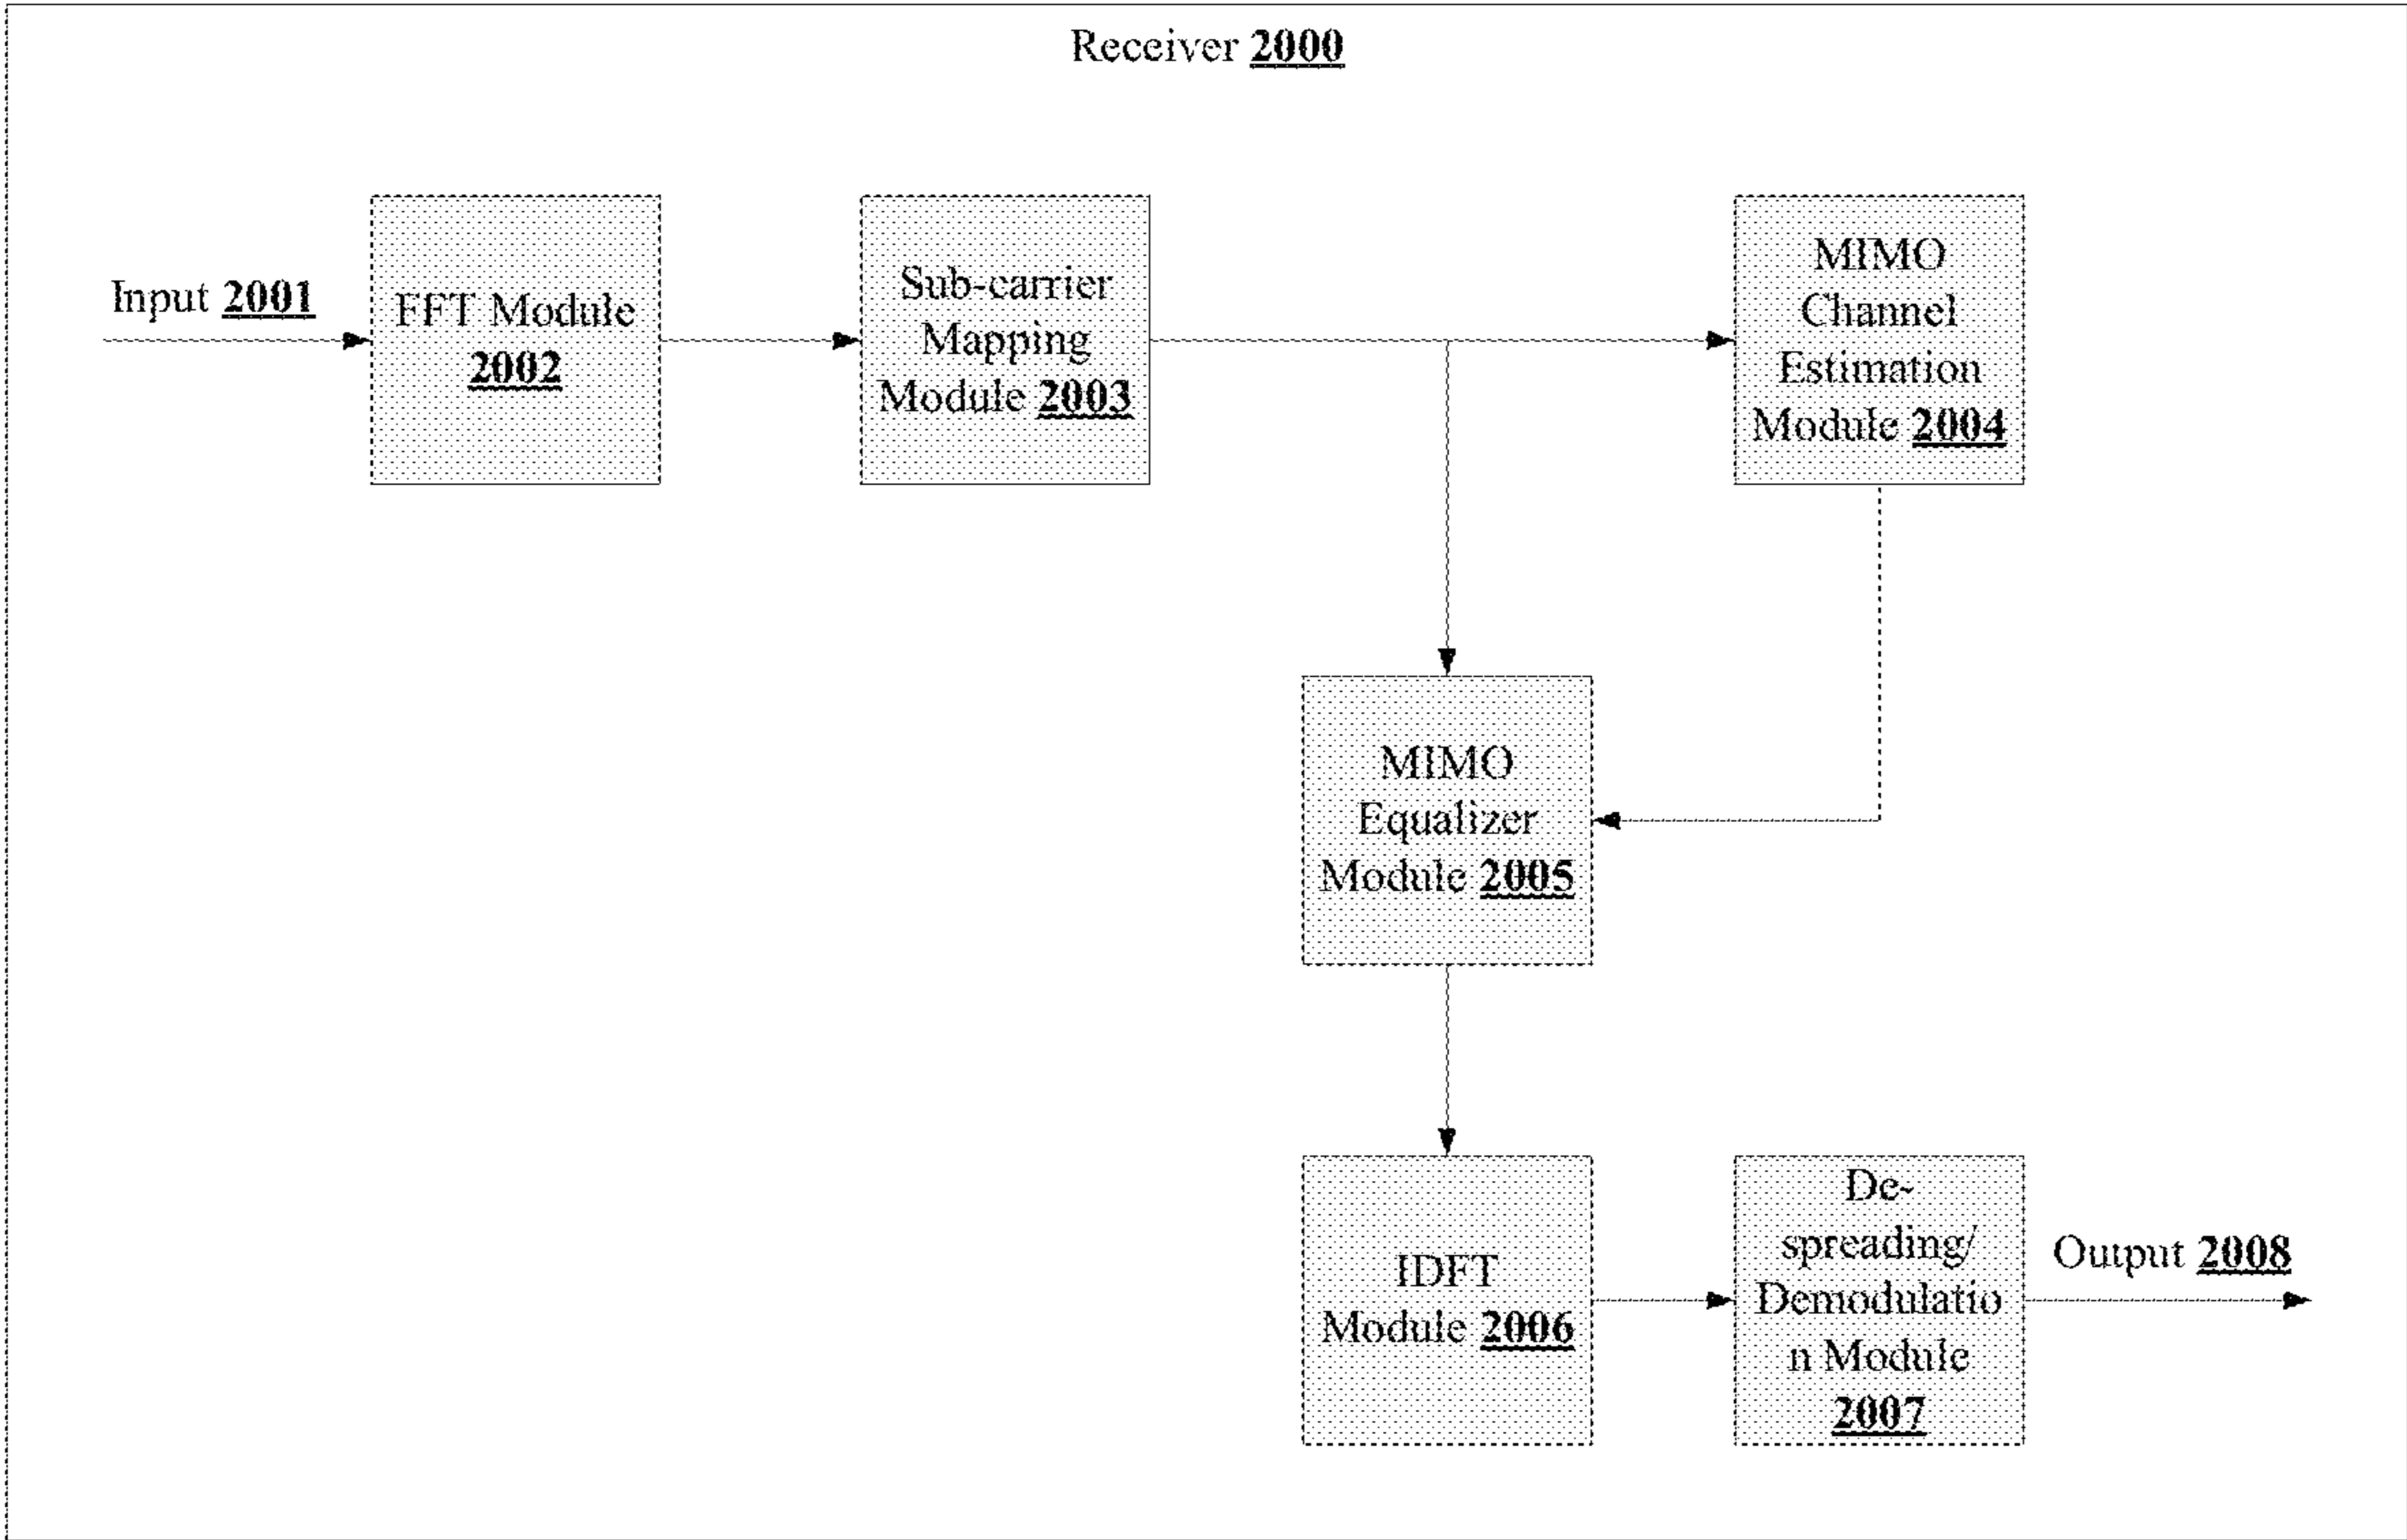 Receiver 2000
Input 2001
FFT Module
2002
Sub-carrier
Mapping
Module 2003
MIMO
Channel
Estimation
Module 2004
MIMO
Equalizer
Module 2005
IDFT
Module 2006
De-
spreading/
Demodulatio
n Module
2007
Output 2008